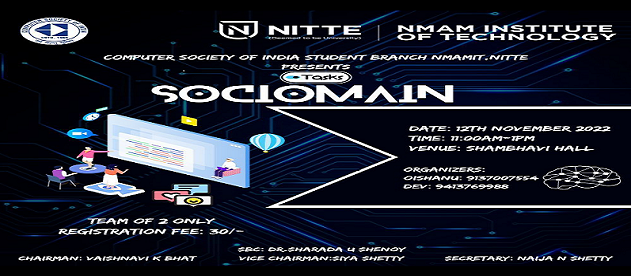 NITTE
(Deemed to be University)
NMAM INSTITUTE
OF TECHNOLOGY
COMPUTER SOCIETY OF INDIA STUDENT BRANCH NMAMIT,NITTE
PRESENTS
Tasks
SOCIOMAIN
DATE: 12TH NOVEMBER 2022
TIME: 11:00AM-1PM
VENUE: SHAMBHAVI HALL
ORGANIZERS:
OISHANU: 9137007554
DEV: 9413769988
TEAM OF 2 ONLY
REGISTRATION FEE: 30/-
SBC: DR.SHARADA U SHENOY
CHAIRMAN: VAISHNAVI K BHAT
VICE CHAIRMAN:SIYA SHETTY
SECRETARY: NAIJA N SHETTY